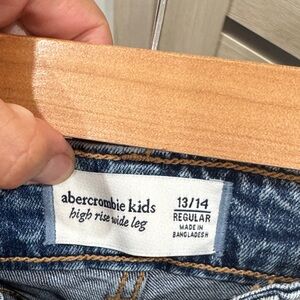 abercrombie kids
high rise wide leg
13/14
REGULAR
MADE IN
BANGLADESH